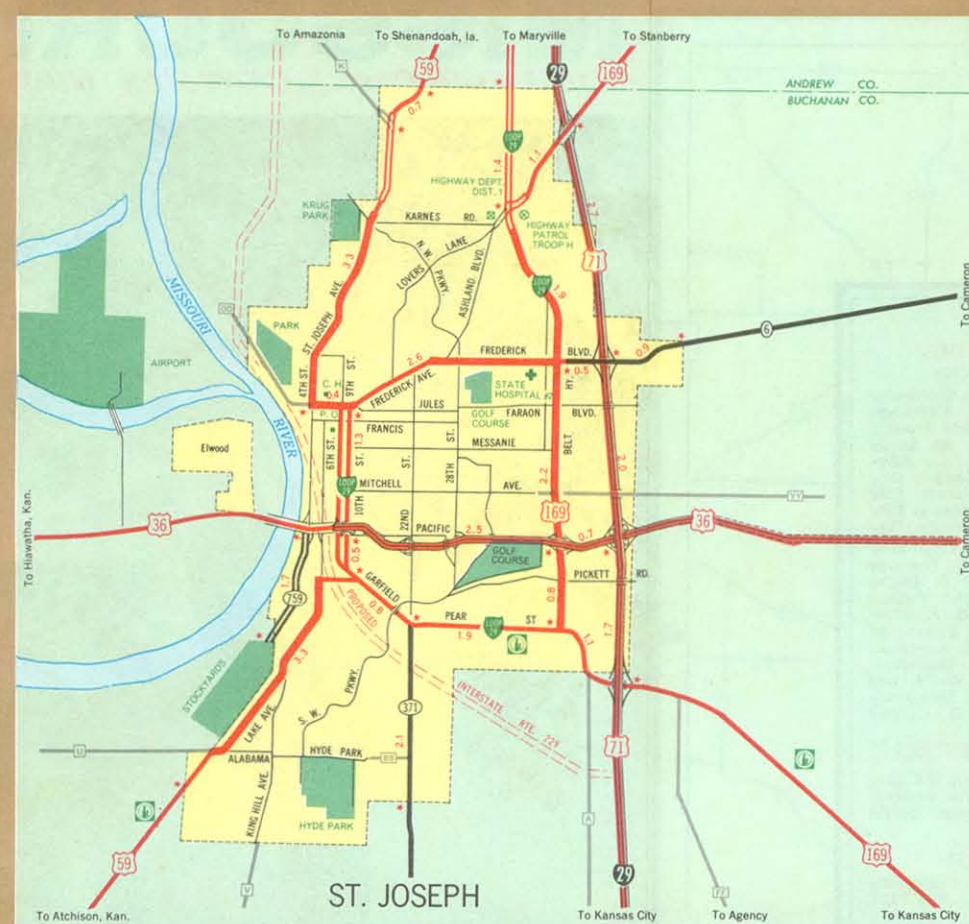 To Amazonia
To Shenandoah, Ia.
To Maryville
To Stanberry
K
59
29
169
ANDREW CO.
BUCHANAN CO.
0.7
LOOP 29
1.4
1.1
HIGHWAY DEPT.
DIST. 1
2.7
KRUG
PARK
KARNES RD.
HIGHWAY
PATROL
TROOP H
71
N. W. PKWY.
LOVERS LANE
ASHLAND BLVD.
3.3
LOOP 29
1.9
MISSOURI
RIVER
ST. JOSEPH AVE.
To Cameron
6
PARK
AIRPORT
FREDERICK BLVD.
0.9
0.5
2.6
4TH ST.
9TH ST.
C. H.
0.4
FREDERICK AVE.
STATE
HOSPITAL
HY.
P. O.
JULES
GOLF
COURSE
FARAON BLVD.
FRANCIS
MESSANIE
BELT
6TH ST.
1.3
ST.
28TH ST.
Elwood
2.2
2.0
LOOP 29
10TH
MITCHELL AVE.
22ND ST.
YY
To Hiawatha, Kan.
36
169
36
PACIFIC
2.5
0.7
To Cameron
GOLF
COURSE
0.5
1.7
759
GARFIELD
0.8
PICKETT RD.
0.8
PROPOSED
PEAR ST
1.9
LOOP 29
1.1
1.7
STOCKYARDS
3.3
S. W. PKWY.
INTERSTATE RTE. 229
371
LAKE AVE.
2.1
71
U
ALABAMA
HYDE PARK
KING HILL AVE.
HYDE PARK
A
59
169
V
29
FF
ST. JOSEPH
To Atchison, Kan.
To Kansas City
To Agency
To Kansas City